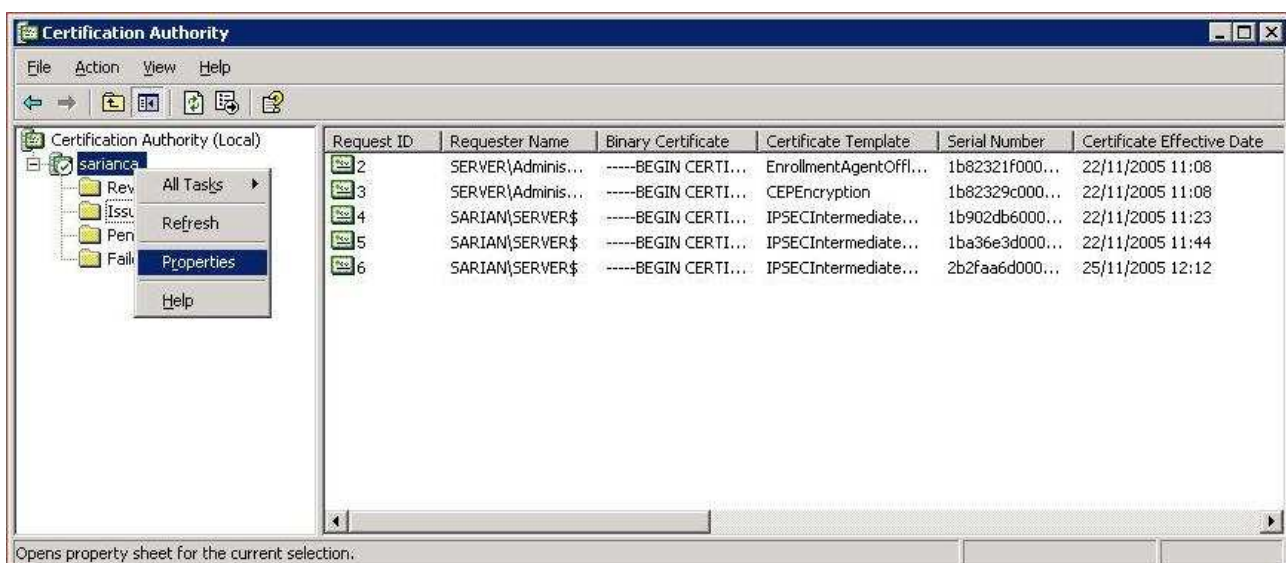 Certification Authority
File Action View Help
Certification Authority (Local)
sarianca
Rev
Issu
Pen
Faile
All Tasks
Refresh
Properties
Help
Request ID Requester Name Binary Certificate Certificate Template Serial Number Certificate Effective Date
2 SERVER\Adminis... -----BEGIN CERTI... EnrollmentAgentOffl... 1b82321f000... 22/11/2005 11:08
3 SERVER\Adminis... -----BEGIN CERTI... CEPEncryption 1b82329c000... 22/11/2005 11:08
4 SARIAN\SERVER$ -----BEGIN CERTI... IPSECIntermediate... 1b902db6000... 22/11/2005 11:23
5 SARIAN\SERVER$ -----BEGIN CERTI... IPSECIntermediate... 1ba36e3d000... 22/11/2005 11:44
6 SARIAN\SERVER$ -----BEGIN CERTI... IPSECIntermediate... 2b2faa6d000... 25/11/2005 12:12
Opens property sheet for the current selection.